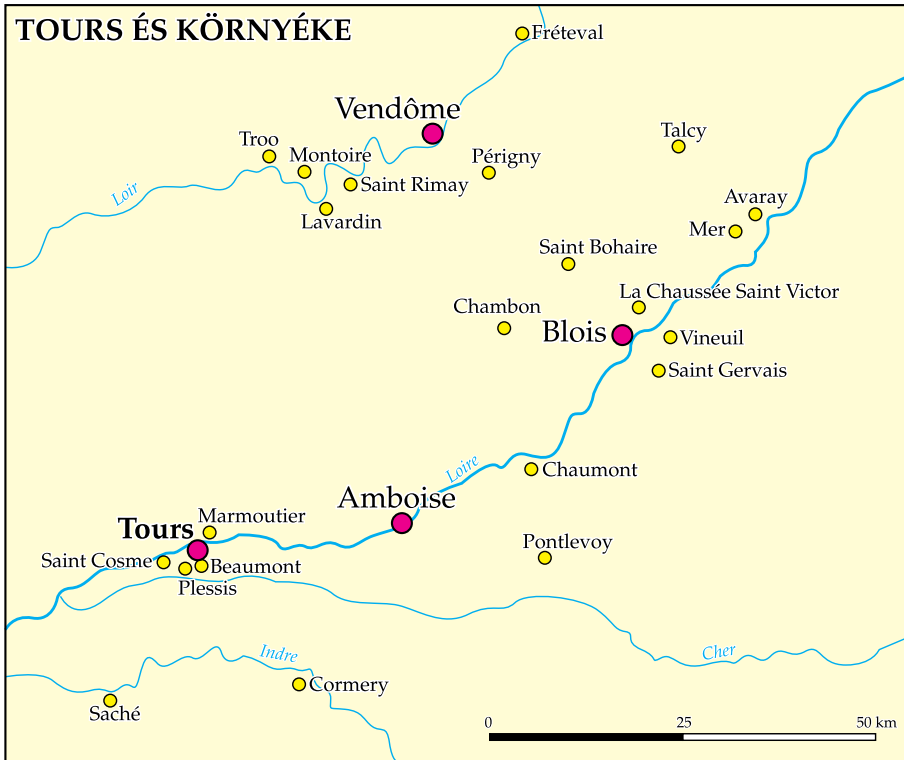 TOURS ÉS KÖRNYÉKE
Fréteval
Vendôme
Troo
Montoire
Talcy
Périgny
Saint Rimay
Loir
Lavardin
Avaray
Mer
Saint Bohaire
La Chaussée Saint Victor
Chambon
Blois
Vineuil
Saint Gervais
Loire
Chaumont
Amboise
Marmoutier
Tours
Pontlevoy
Saint Cosme
Beaumont
Plessis
Indre
Cher
Cormery
Saché
0 25 50 km